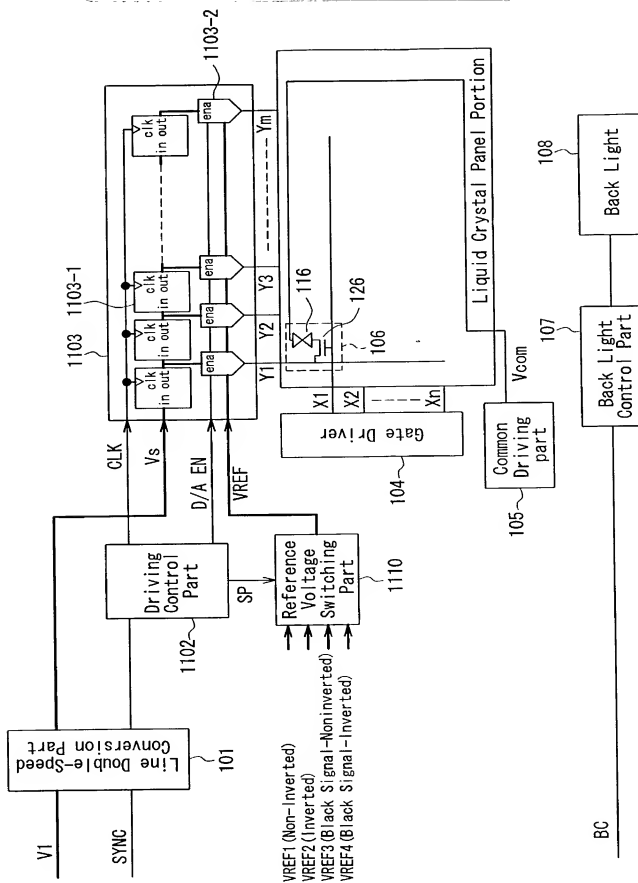 1103-2
1103
1103-1
clk
in out
clk
in out
clk
in out
clk
in out
ena
ena
ena
ena
CLK
Vs
D/A EN
VREF
Y1
Y2
Y3
Ym
V1
SYNC
Line Double-Speed
Conversion Part
101
Driving
Control
Part
1102
SP
Reference
Voltage
Switching
Part
1110
VREF1(Non-Inverted)
VREF2(Inverted)
VREF3(Black Signal-Noninverted)
VREF4(Black Signal-Inverted)
Gate Driver
104
X1
X2
Xn
116
126
106
Liquid Crystal Panel Portion
Vcom
Common
Driving
part
105
BC
107
Back Light
Control Part
108
Back Light